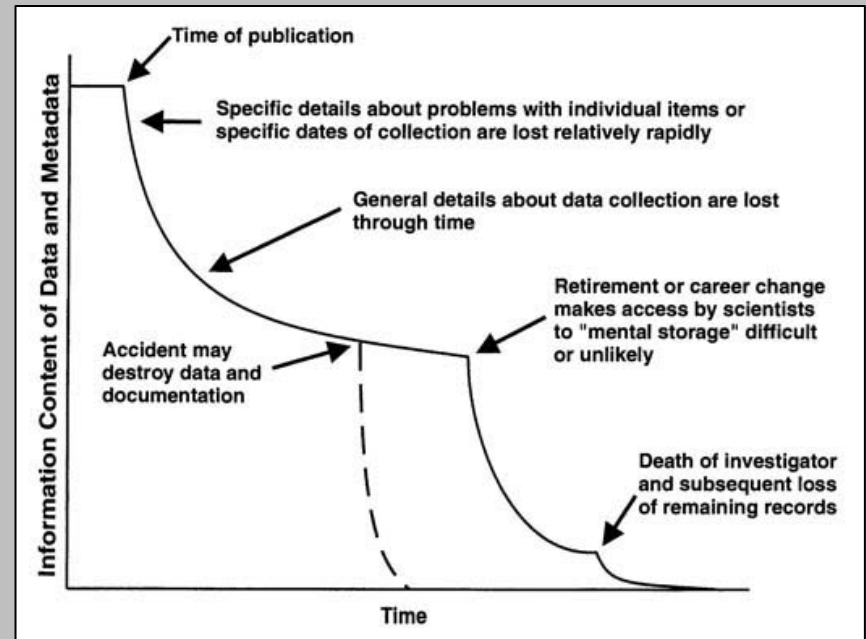 Time of publication
Specific details about problems with individual items or
specific dates of collection are lost relatively rapidly
General details about data collection are lost
through time
Retirement or career change
makes access by scientists
to "mental storage" difficult
or unlikely
Accident may
destroy data and
documentation
Death of investigator
and subsequent loss
of remaining records
Information Content of Data and Metadata
Time